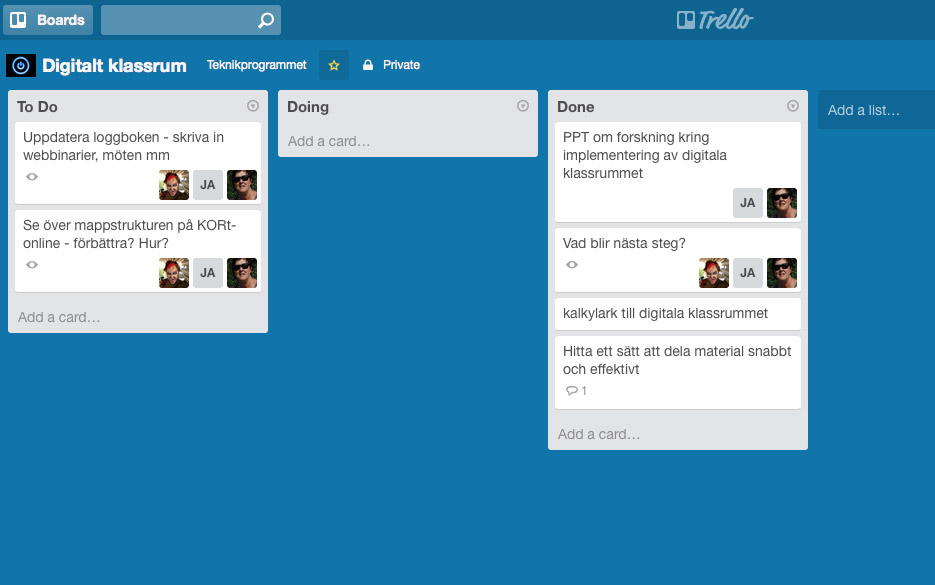 Boards
Trello
Digitalt klassrum
Teknikprogrammet
Private
To Do
Uppdatera loggboken - skriva in
webbinarier, möten mm
JA
Se över mappstrukturen på KORt-
online - förbättra? Hur?
JA
Add a card…
Doing
Add a card…
Done
PPT om forskning kring
implementering av digitala
klassrummet
JA
Vad blir nästa steg?
JA
kalkylark till digitala klassrummet
Hitta ett sätt att dela material snabbt
och effektivt
1
Add a card…
Add a list…